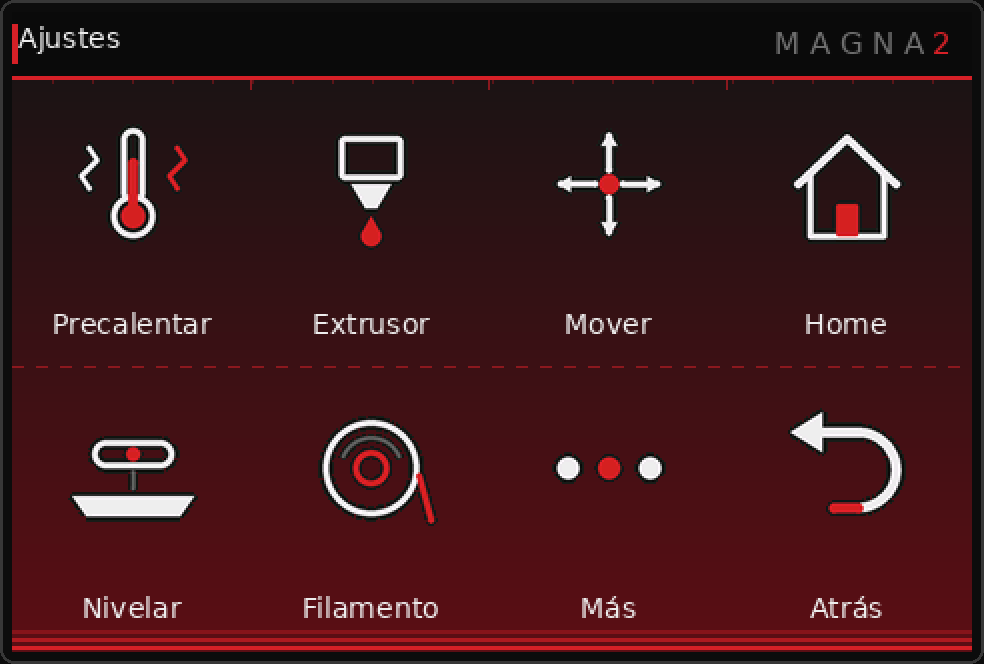 Ajustes
MAGNA2
Precalentar
Extrusor
Mover
Home
Nivelar
Filamento
Más
Atrás